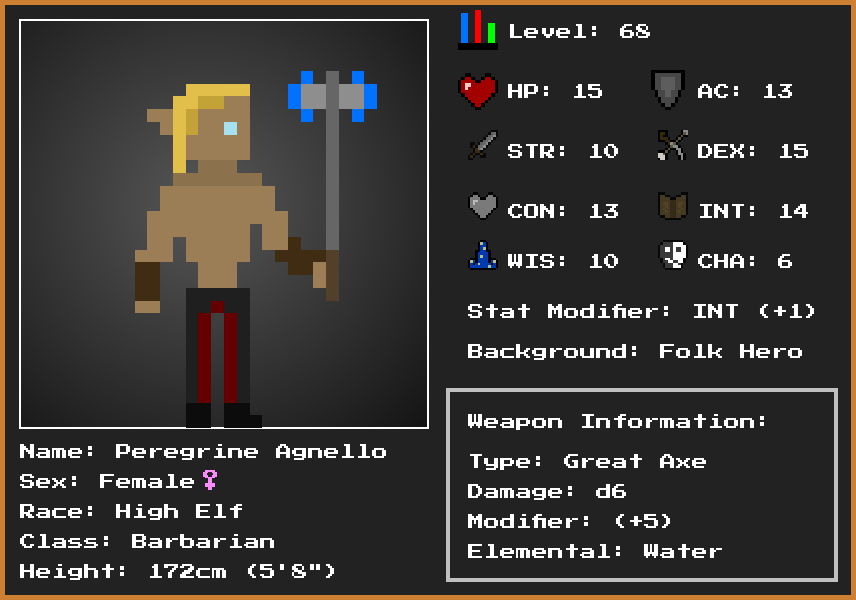 Level: 68
HP: 15
AC: 13
STR: 10
DEX: 15
CON: 13
INT: 14
WIS: 10
CHA: 6
Stat Modifier: INT (+1)
Background: Folk Hero
Name: Peregrine Agnello
Sex: Female♀
Race: High Elf
Class: Barbarian
Height: 172cm (5'8")
Weapon Information:
Type: Great Axe
Damage: d6
Modifier: (+5)
Elemental: Water